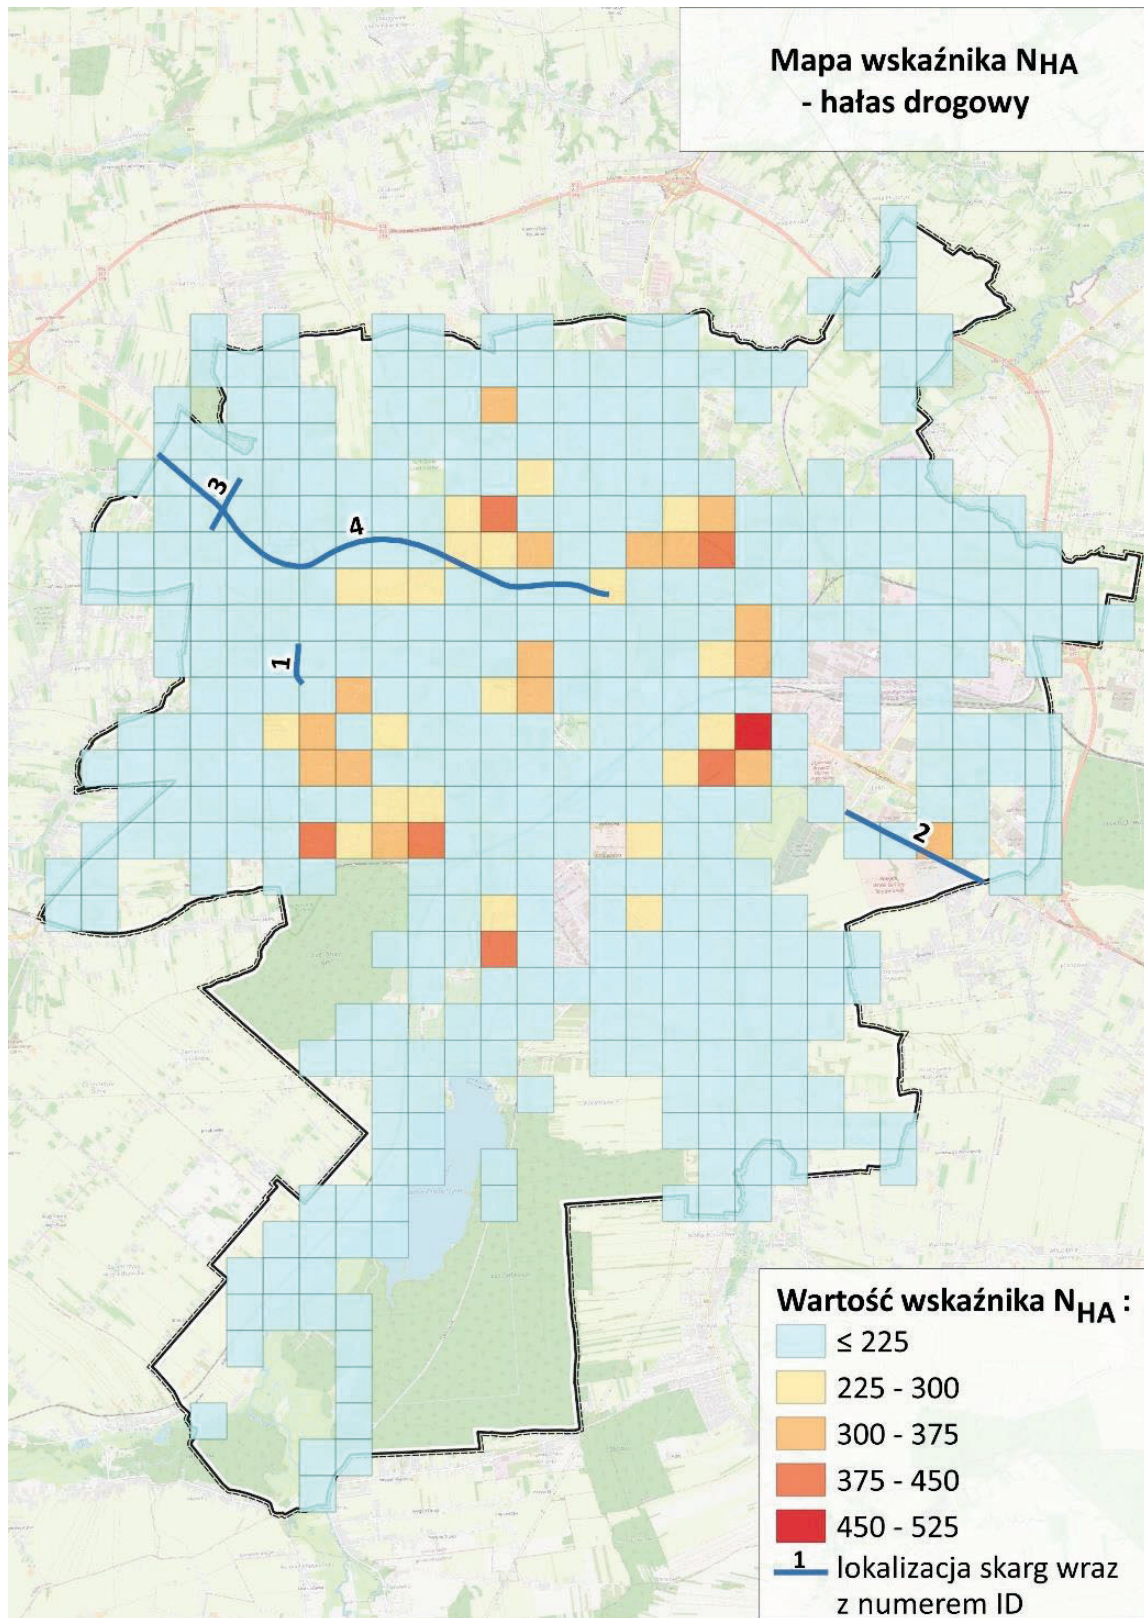 Mapa wskaźnika NHA
- hałas drogowy
3
4
1
2
Wartość wskaźnika NHA :
≤ 225
225 - 300
300 - 375
375 - 450
450 - 525
1 lokalizacja skarg wraz
z numerem ID